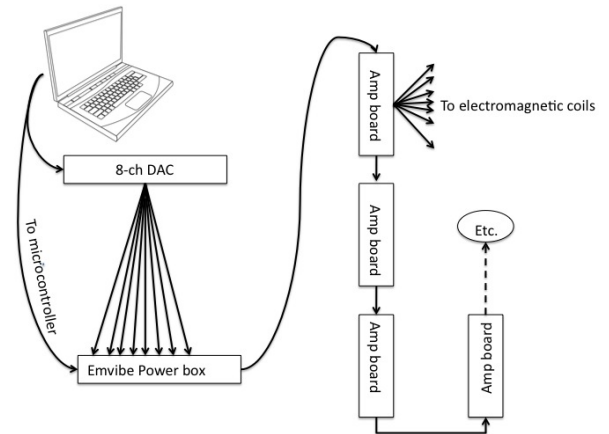 8-ch DAC
To microcontroller
Emvibe Power box
Amp board
To electromagnetic coils
Amp board
Amp board
Amp board
Etc.